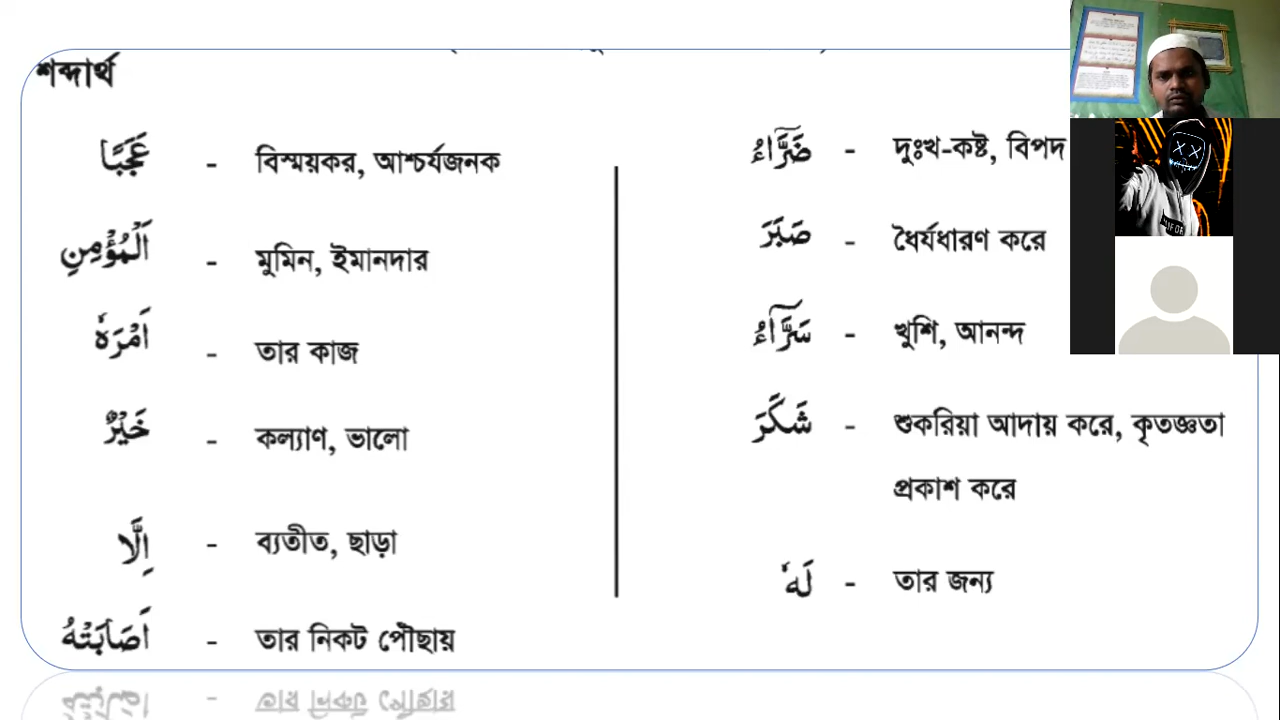 শব্দার্থ
عَجَبًا - বিস্ময়কর, আশ্চর্যজনক
اَلْمُؤْمِنِ - মুমিন, ইমানদার
اَمْرَهٗ - তার কাজ
خَيْرٌ - কল্যাণ, ভালো
اِلَّا - ব্যতীত, ছাড়া
اَصَابَتْهُ - তার নিকট পৌঁছায়
ضَرَّآءُ - দুঃখ-কষ্ট, বিপদ
صَبَرَ - ধৈর্যধারণ করে
سَرَّآءُ - খুশি, আনন্দ
شَكَرَ - শুকরিয়া আদায় করে, কৃতজ্ঞতা
প্রকাশ করে
لَهٗ - তার জন্য